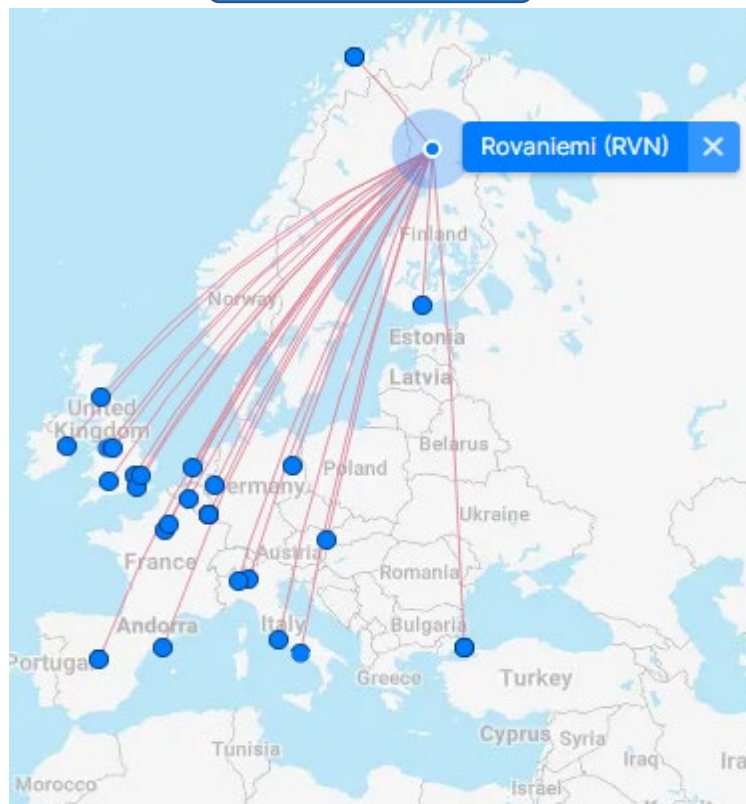 Rovaniemi (RVN) ×
Finland
Norway
Estonia
Latvia
United
Kingdom
Belarus
Poland
Germany
Ukraine
France
Austria
Romania
Andorra
Italy
Bulgaria
Portugal
Greece
Turkey
Cyprus
Syria
Tunisia
Iraq
Ira
Israel
Morocco